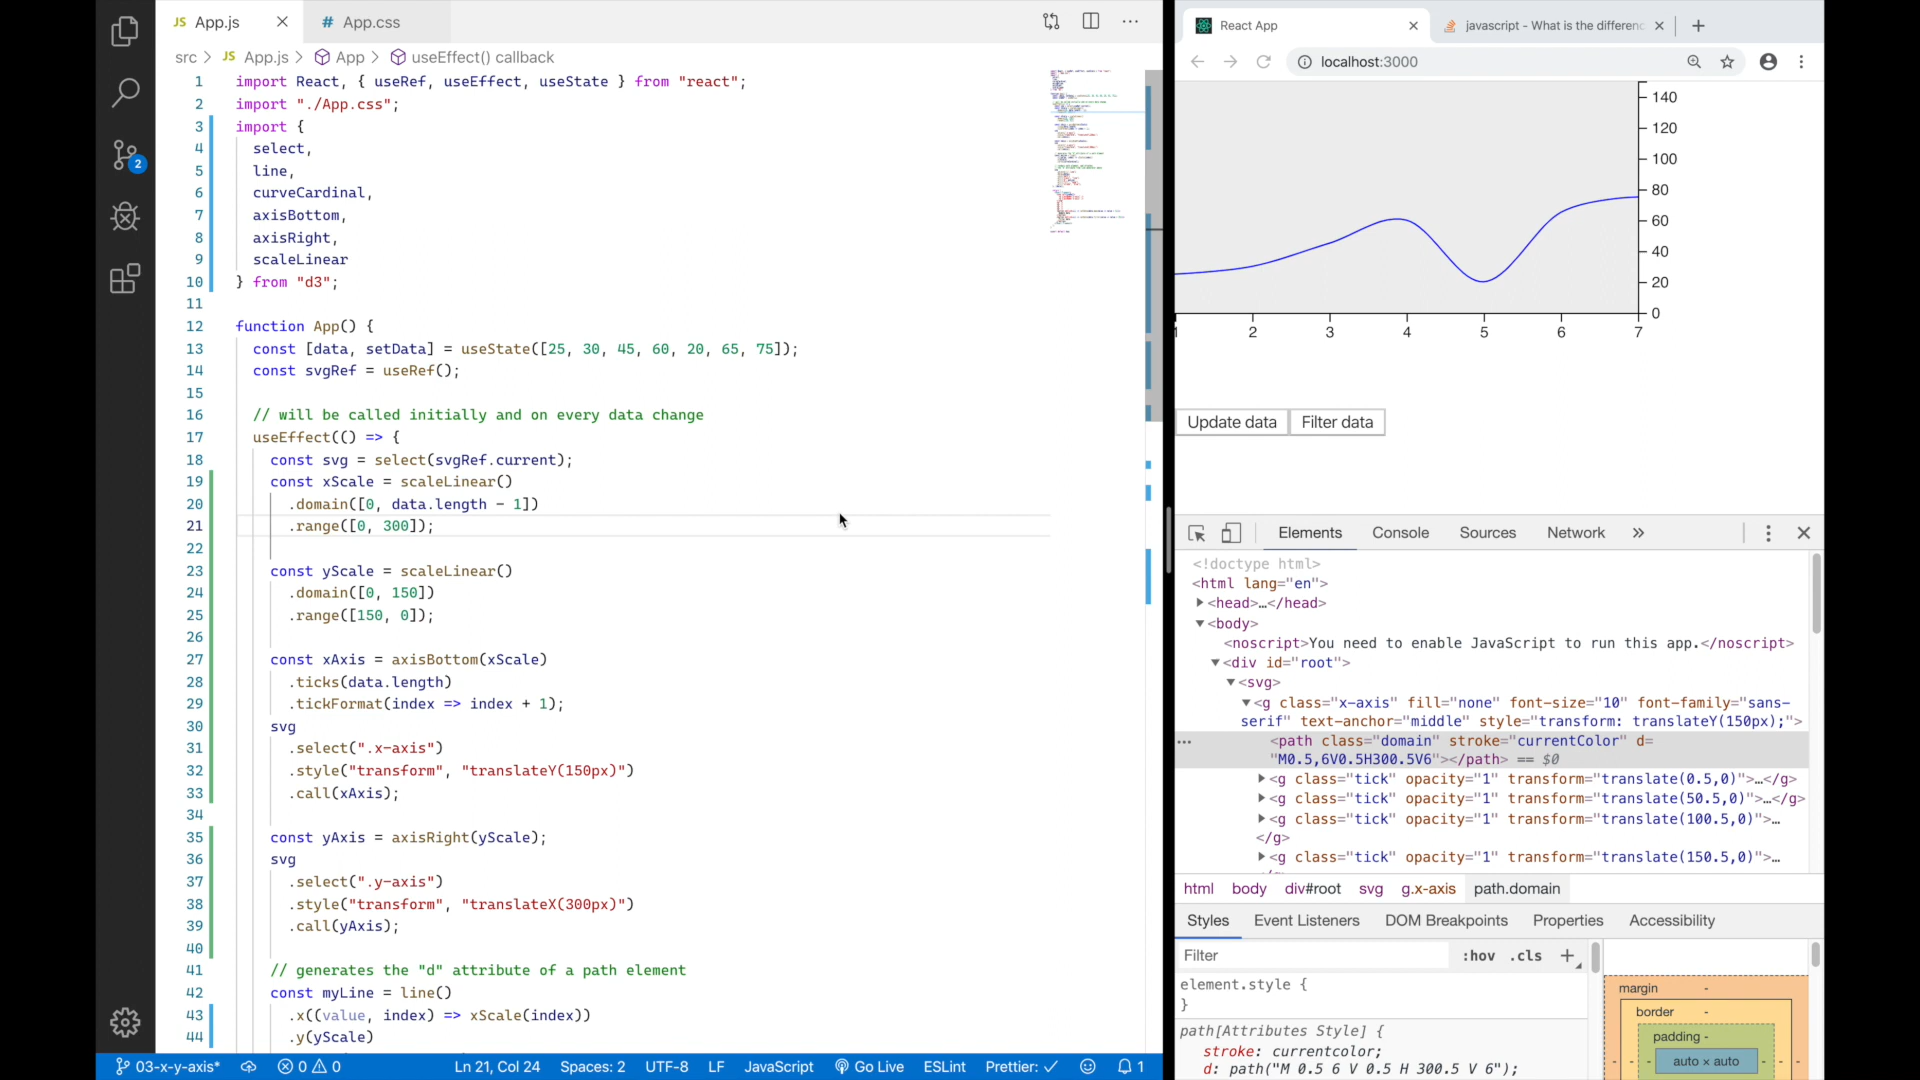 JS App.js
# App.css
src > JS App.js > App > useEffect() callback
1 import React, { useRef, useEffect, useState } from "react";
2 import "./App.css";
3 import {
4 select,
5 line,
6 curveCardinal,
7 axisBottom,
8 axisRight,
9 scaleLinear
10 } from "d3";
11
12 function App() {
13 const [data, setData] = useState([25, 30, 45, 60, 20, 65, 75]);
14 const svgRef = useRef();
15
16 // will be called initially and on every data change
17 useEffect(() => {
18 const svg = select(svgRef.current);
19 const xScale = scaleLinear()
20 .domain([0, data.length - 1])
21 .range([0, 300]);
22
23 const yScale = scaleLinear()
24 .domain([0, 150])
25 .range([150, 0]);
26
27 const xAxis = axisBottom(xScale)
28 .ticks(data.length)
29 .tickFormat(index => index + 1);
30 svg
31 .select(".x-axis")
32 .style("transform", "translateY(150px)")
33 .call(xAxis);
34
35 const yAxis = axisRight(yScale);
36 svg
37 .select(".y-axis")
38 .style("transform", "translateX(300px)")
39 .call(yAxis);
40
41 // generates the "d" attribute of a path element
42 const myLine = line()
43 .x((value, index) => xScale(index))
44 .y(yScale)
2
03-x-y-axis* 0 0 Ln 21, Col 24 Spaces: 2 UTF-8 LF JavaScript Go Live ESLint Prettier: ✓ 1
React App
javascript - What is the differenc
localhost:3000
140
120
100
80
60
40
20
0
1 2 3 4 5 6 7
Update data Filter data
Elements Console Sources Network »
<!doctype html>
<html lang="en">
<head>…</head>
<body>
<noscript>You need to enable JavaScript to run this app.</noscript>
<div id="root">
<svg>
<g class="x-axis" fill="none" font-size="10" font-family="sans-
serif" text-anchor="middle" style="transform: translateY(150px);">
<path class="domain" stroke="currentColor" d=
"M0.5,6V0.5H300.5V6"></path> == $0
<g class="tick" opacity="1" transform="translate(0.5,0)">…</g>
<g class="tick" opacity="1" transform="translate(50.5,0)">…</g>
<g class="tick" opacity="1" transform="translate(100.5,0)">…
</g>
<g class="tick" opacity="1" transform="translate(150.5,0)">…
html body div#root svg g.x-axis path.domain
Styles Event Listeners DOM Breakpoints Properties Accessibility
Filter :hov .cls +
element.style {
}
path[Attributes Style] {
stroke: currentcolor;
d: path("M 0.5 6 V 0.5 H 300.5 V 6");
margin -
border -
padding -
- - - auto × auto - - -